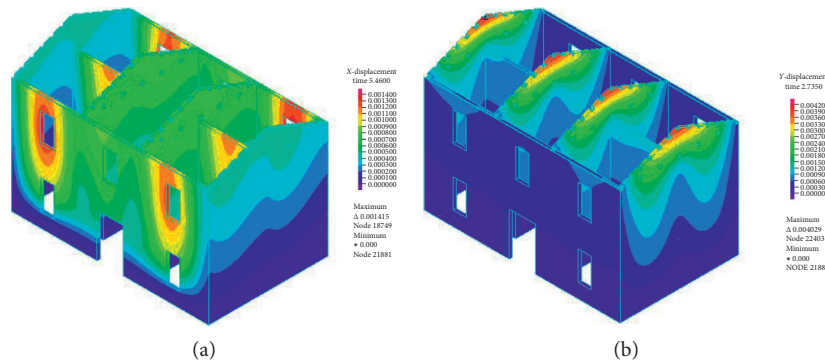 X-displacement
time 5.4600
0.001400
0.001300
0.001200
0.001100
0.001000
0.000900
0.000800
0.000700
0.000600
0.000500
0.000400
0.000300
0.000200
0.000100
0.000000
Maximum
Δ 0.001415
Node 18749
Minimum
* 0.000
Node 21881
(a)
Y-displacement
time 2.7350
0.00420
0.00390
0.00360
0.00330
0.00300
0.00270
0.00240
0.00210
0.00180
0.00150
0.00120
0.00090
0.00060
0.00030
0.00000
Maximum
Δ 0.004029
Node 22403
Minimum
* 0.000
NODE 2188
(b)